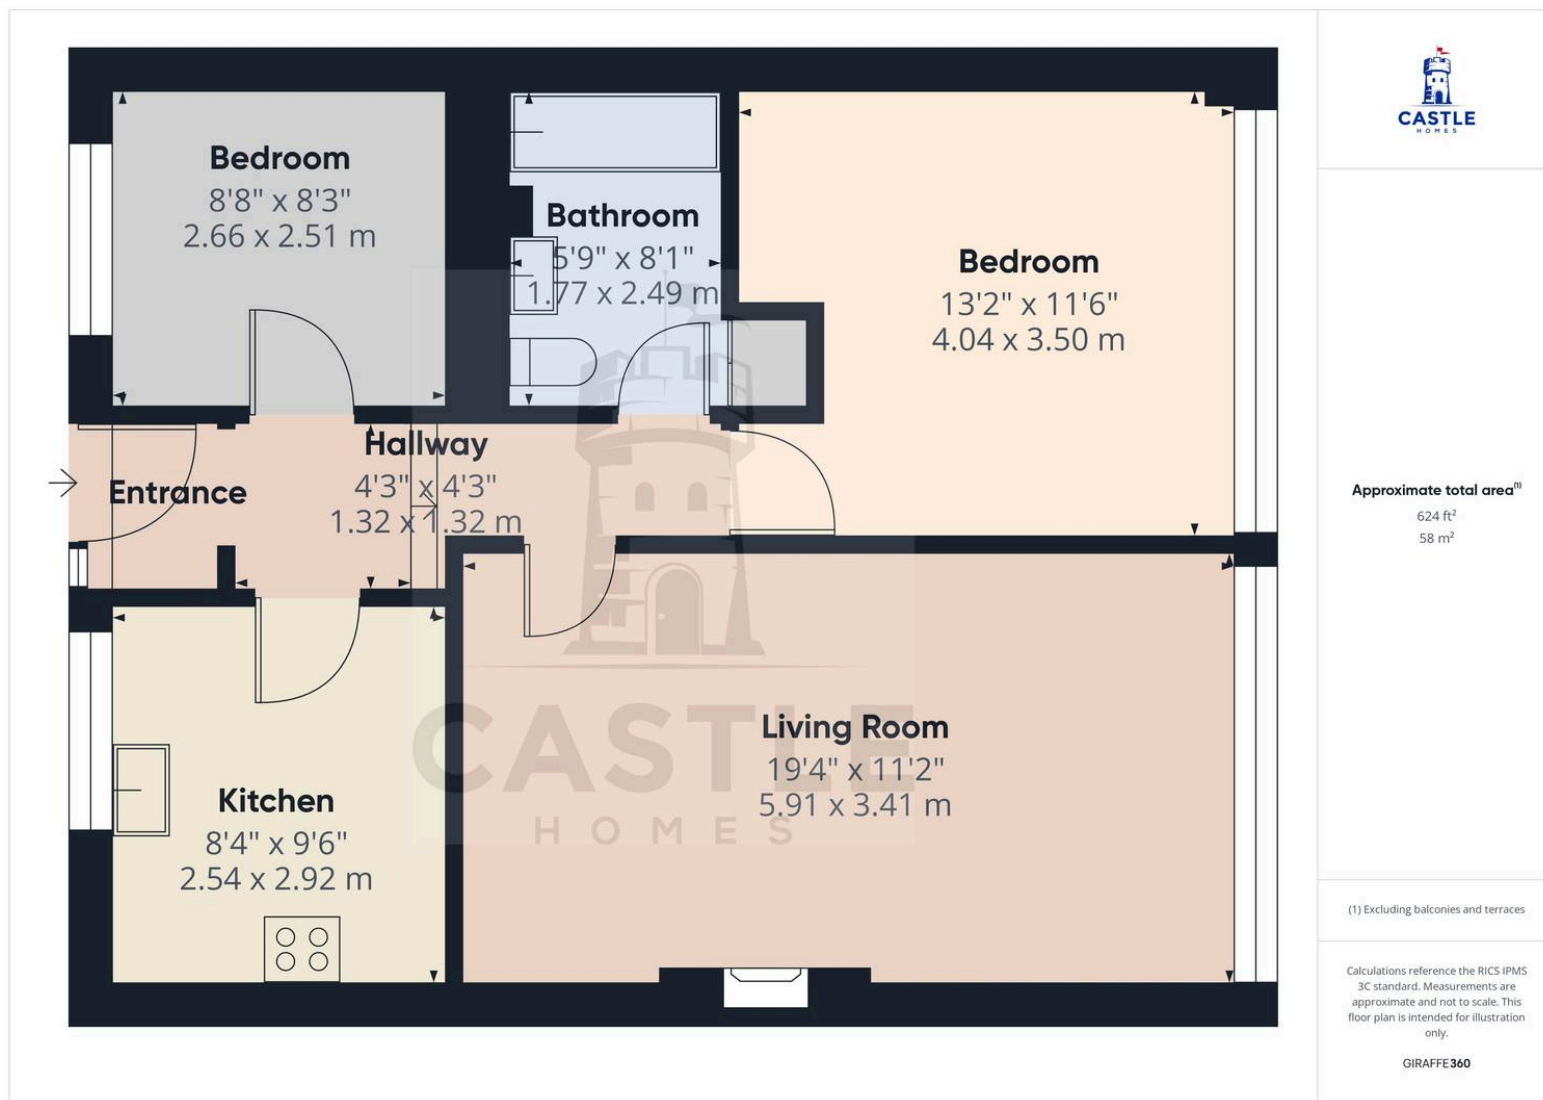 Bedroom
8'8" x 8'3"
2.66 x 2.51 m
Bathroom
5'9" x 8'1"
1.77 x 2.49 m
Bedroom
13'2" x 11'6"
4.04 x 3.50 m
Hallway
4'3" x 4'3"
1.32 x 1.32 m
Entrance
Living Room
19'4" x 11'2"
5.91 x 3.41 m
Kitchen
8'4" x 9'6"
2.54 x 2.92 m
CASTLE
HOMES
CASTLE
HOMES
Approximate total area(1)
624 ft²
58 m²
(1) Excluding balconies and terraces
Calculations reference the RICS IPMS
3C standard. Measurements are
approximate and not to scale. This
floor plan is intended for illustration
only.
GIRAFFE360